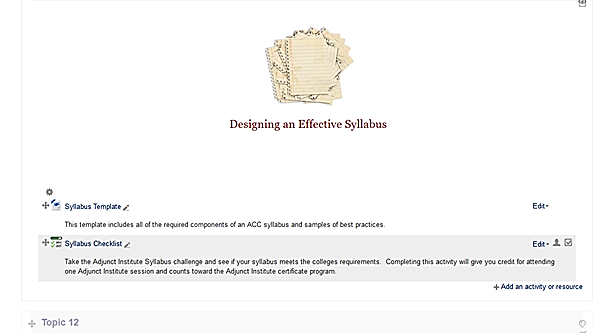 Designing an Effective Syllabus
Syllabus Template
Edit
This template includes all of the required components of an ACC syllabus and samples of best practices.
Syllabus Checklist
Edit
Take the Adjunct Institute Syllabus challenge and see if your syllabus meets the colleges requirements.  Completing this activity will give you credit for attending
one Adjunct Institute session and counts toward the Adjunct Institute certificate program.
Add an activity or resource
Topic 12